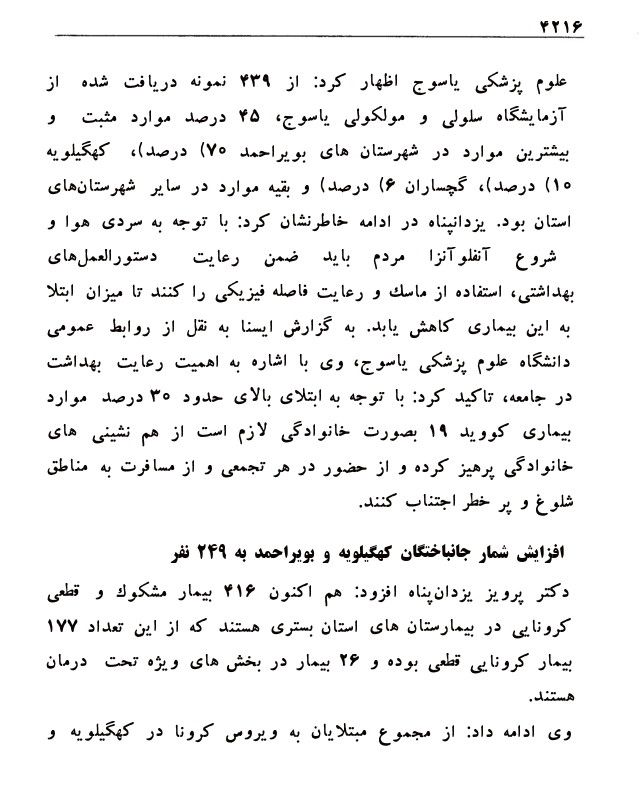 ۴۲۱۶
علوم پزشکی یاسوج اظهار کرد: از ۴۳۹ نمونه دریافت شده از
آزمایشگاه سلولی و مولکولی یاسوج، ۴۵ درصد موارد مثبت و
بیشترین موارد در شهرستان های بویراحمد ۷۰) درصد)، کهگیلویه
۱۰) درصد)، گچساران ۶) درصد) و بقیه موارد در سایر شهرستان‌های
استان بود. یزدانپناه در ادامه خاطرنشان کرد: با توجه به سردی هوا و
شروع آنفلوآنزا مردم باید ضمن رعایت دستورالعمل‌های
بهداشتی، استفاده از ماسك و رعایت فاصله فیزیکی را کنند تا میزان ابتلا
به این بیماری کاهش یابد. به گزارش ایسنا به نقل از روابط عمومی
دانشگاه علوم پزشکی یاسوج، وی با اشاره به اهمیت رعایت بهداشت
در جامعه، تاکید کرد: با توجه به ابتلای بالای حدود ۳۰ درصد موارد
بیماری کووید ۱۹ بصورت خانوادگی لازم است از هم نشینی های
خانوادگی پرهیز کرده و از حضور در هر تجمعی و از مسافرت به مناطق
شلوغ و پر خطر اجتناب کنند.
افزایش شمار جانباختگان کهگیلویه و بویراحمد به ۲۴۹ نفر
دکتر پرویز یزدان‌پناه افزود: هم اکنون ۴۱۶ بیمار مشکوك و قطعی
کرونایی در بیمارستان های استان بستری هستند که از این تعداد ۱۷۷
بیمار کرونایی قطعی بوده و ۲۶ بیمار در بخش های ویژه تحت درمان
هستند.
وی ادامه داد: از مجموع مبتلایان به ویروس کرونا در کهگیلویه و